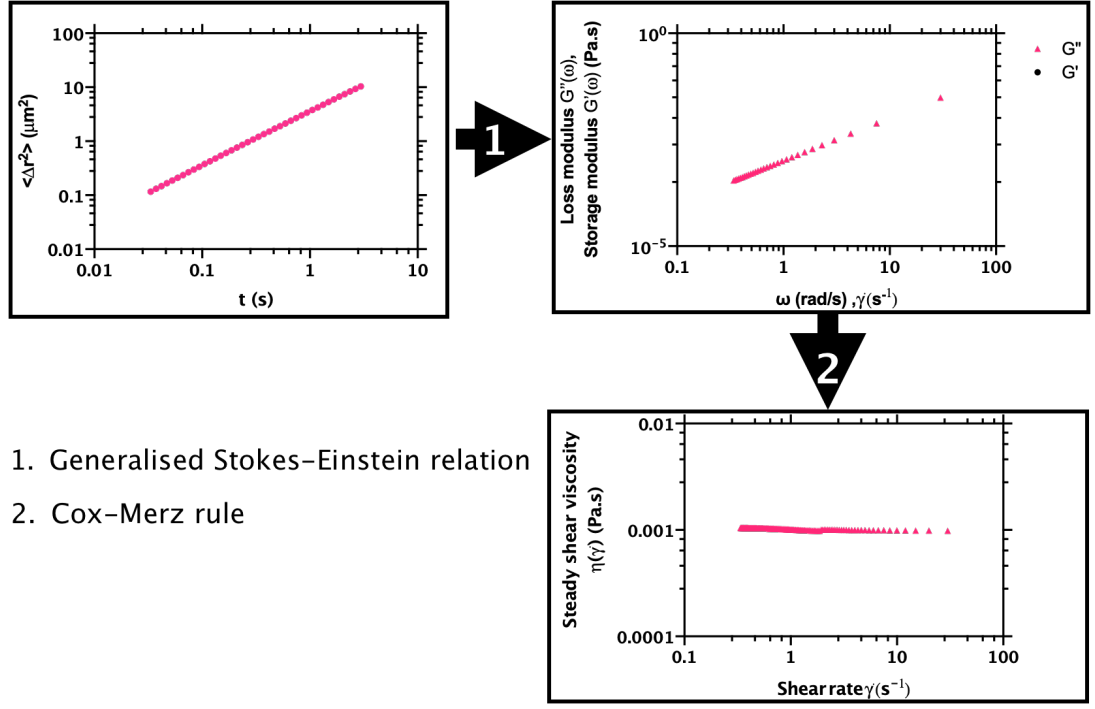 <Δr²> (μm²)
100
10
1
0.1
0.01
0.01
0.1
1
10
t (s)
1
Loss modulus G"(ω),
Storage modulus G'(ω) (Pa.s)
10⁰
10⁻⁵
0.1
1
10
100
ω (rad/s) ,γ̇(s⁻¹)
G"
G'
2
1. Generalised Stokes-Einstein relation
2. Cox-Merz rule
Steady shear viscosity
η(γ̇) (Pa.s)
0.01
0.001
0.0001
0.1
1
10
100
Shear rate γ̇(s⁻¹)